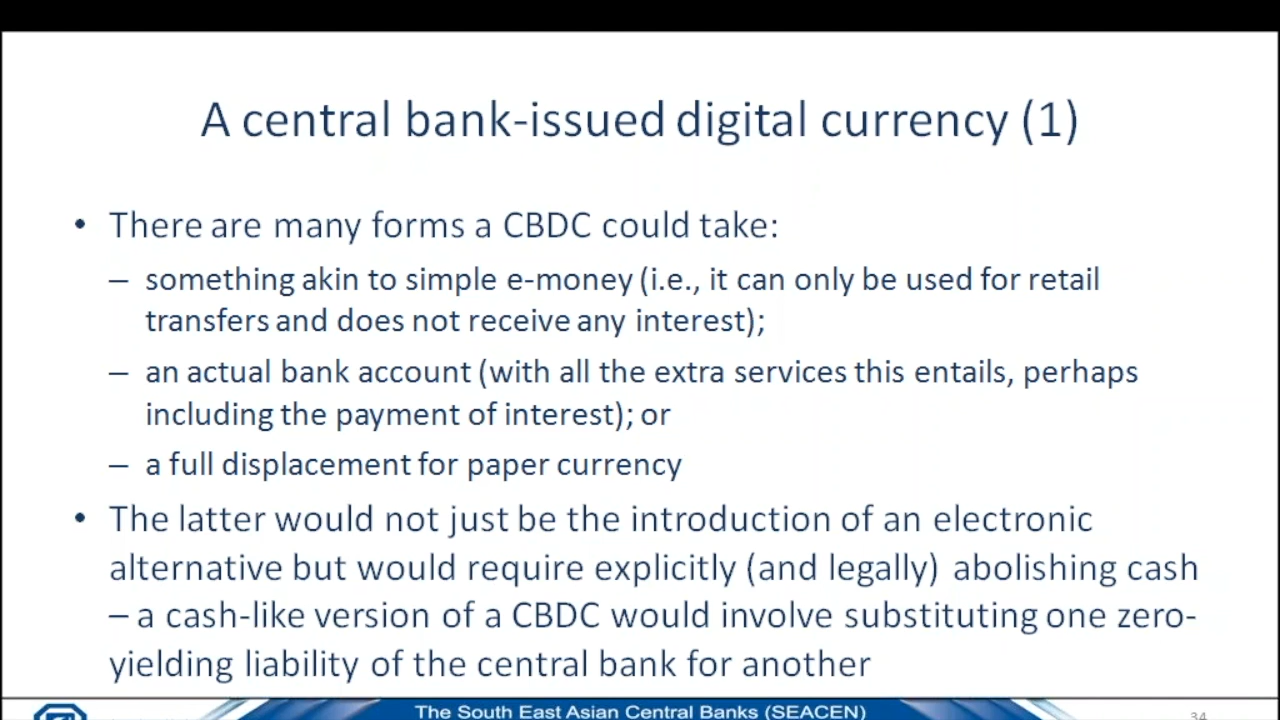 A central bank-issued digital currency (1)
• There are many forms a CBDC could take:
– something akin to simple e-money (i.e., it can only be used for retail
transfers and does not receive any interest);
– an actual bank account (with all the extra services this entails, perhaps
including the payment of interest); or
– a full displacement for paper currency
• The latter would not just be the introduction of an electronic
alternative but would require explicitly (and legally) abolishing cash
– a cash-like version of a CBDC would involve substituting one zero-
yielding liability of the central bank for another
The South East Asian Central Banks (SEACEN)
34